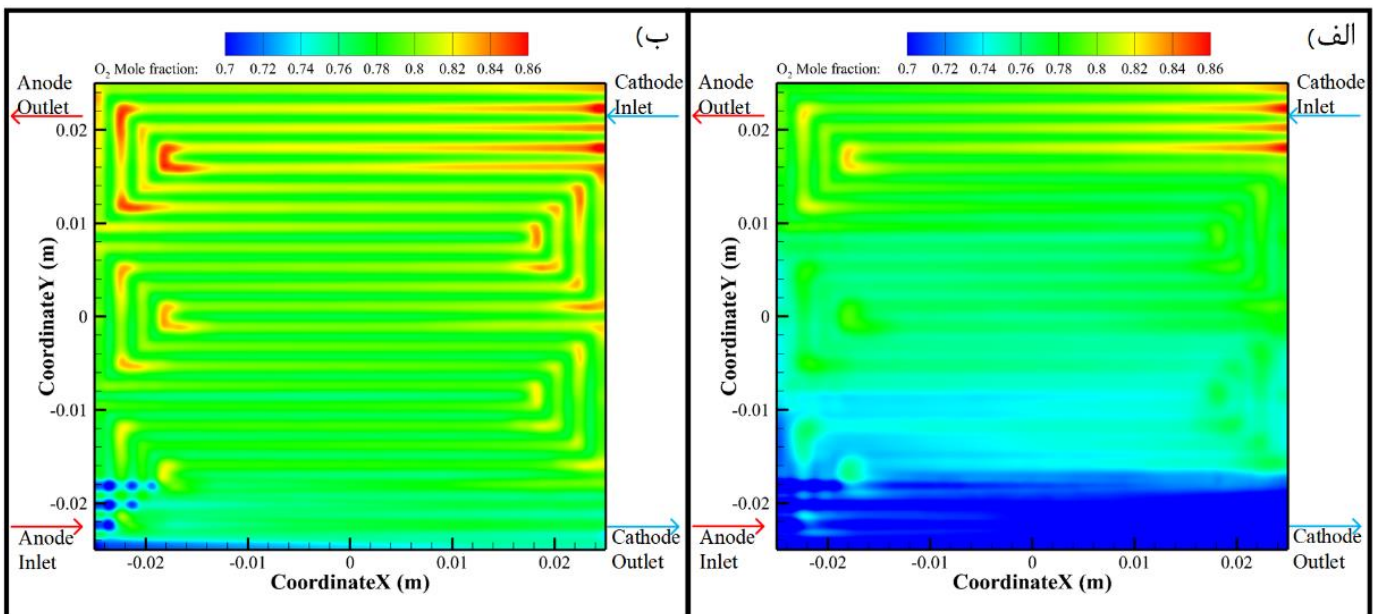 ب)
O2 Mole fraction: 0.7 0.72 0.74 0.76 0.78 0.8 0.82 0.84 0.86
Anode
Outlet
Cathode
Inlet
0.02
0.01
0
-0.01
-0.02
CoordinateY (m)
Anode
Inlet
Cathode
Outlet
-0.02 -0.01 0 0.01 0.02
CoordinateX (m)
الف)
O2 Mole fraction: 0.7 0.72 0.74 0.76 0.78 0.8 0.82 0.84 0.86
Anode
Outlet
Cathode
Inlet
0.02
0.01
0
-0.01
-0.02
CoordinateY (m)
Anode
Inlet
Cathode
Outlet
-0.02 -0.01 0 0.01 0.02
CoordinateX (m)